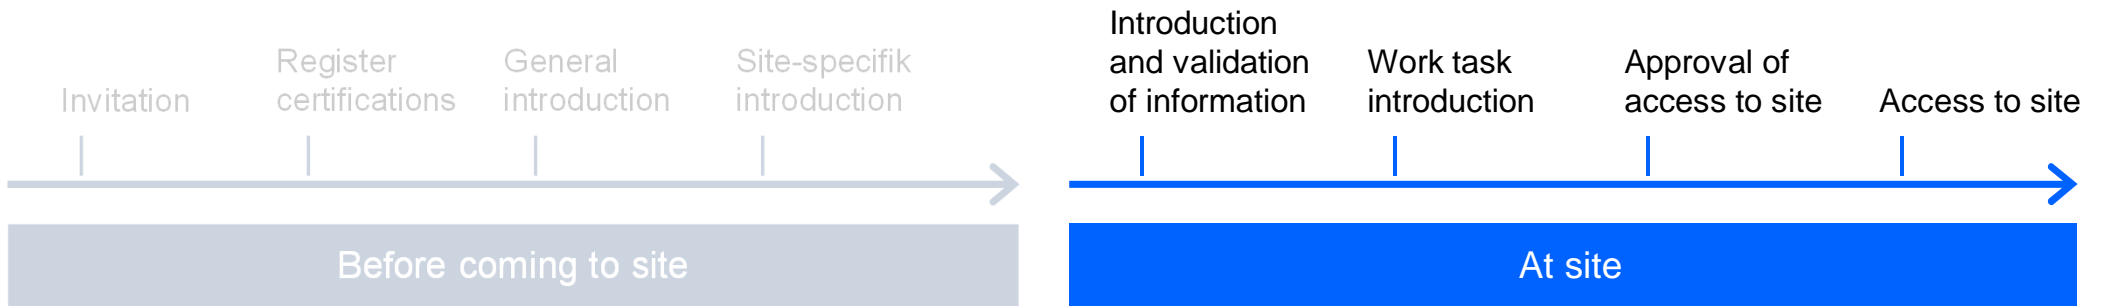 Invitation
Register
certifications
General
introduction
Site-specifik
introduction
Before coming to site
Introduction
and validation
of information
Work task
introduction
Approval of
access to site
Access to site
At site